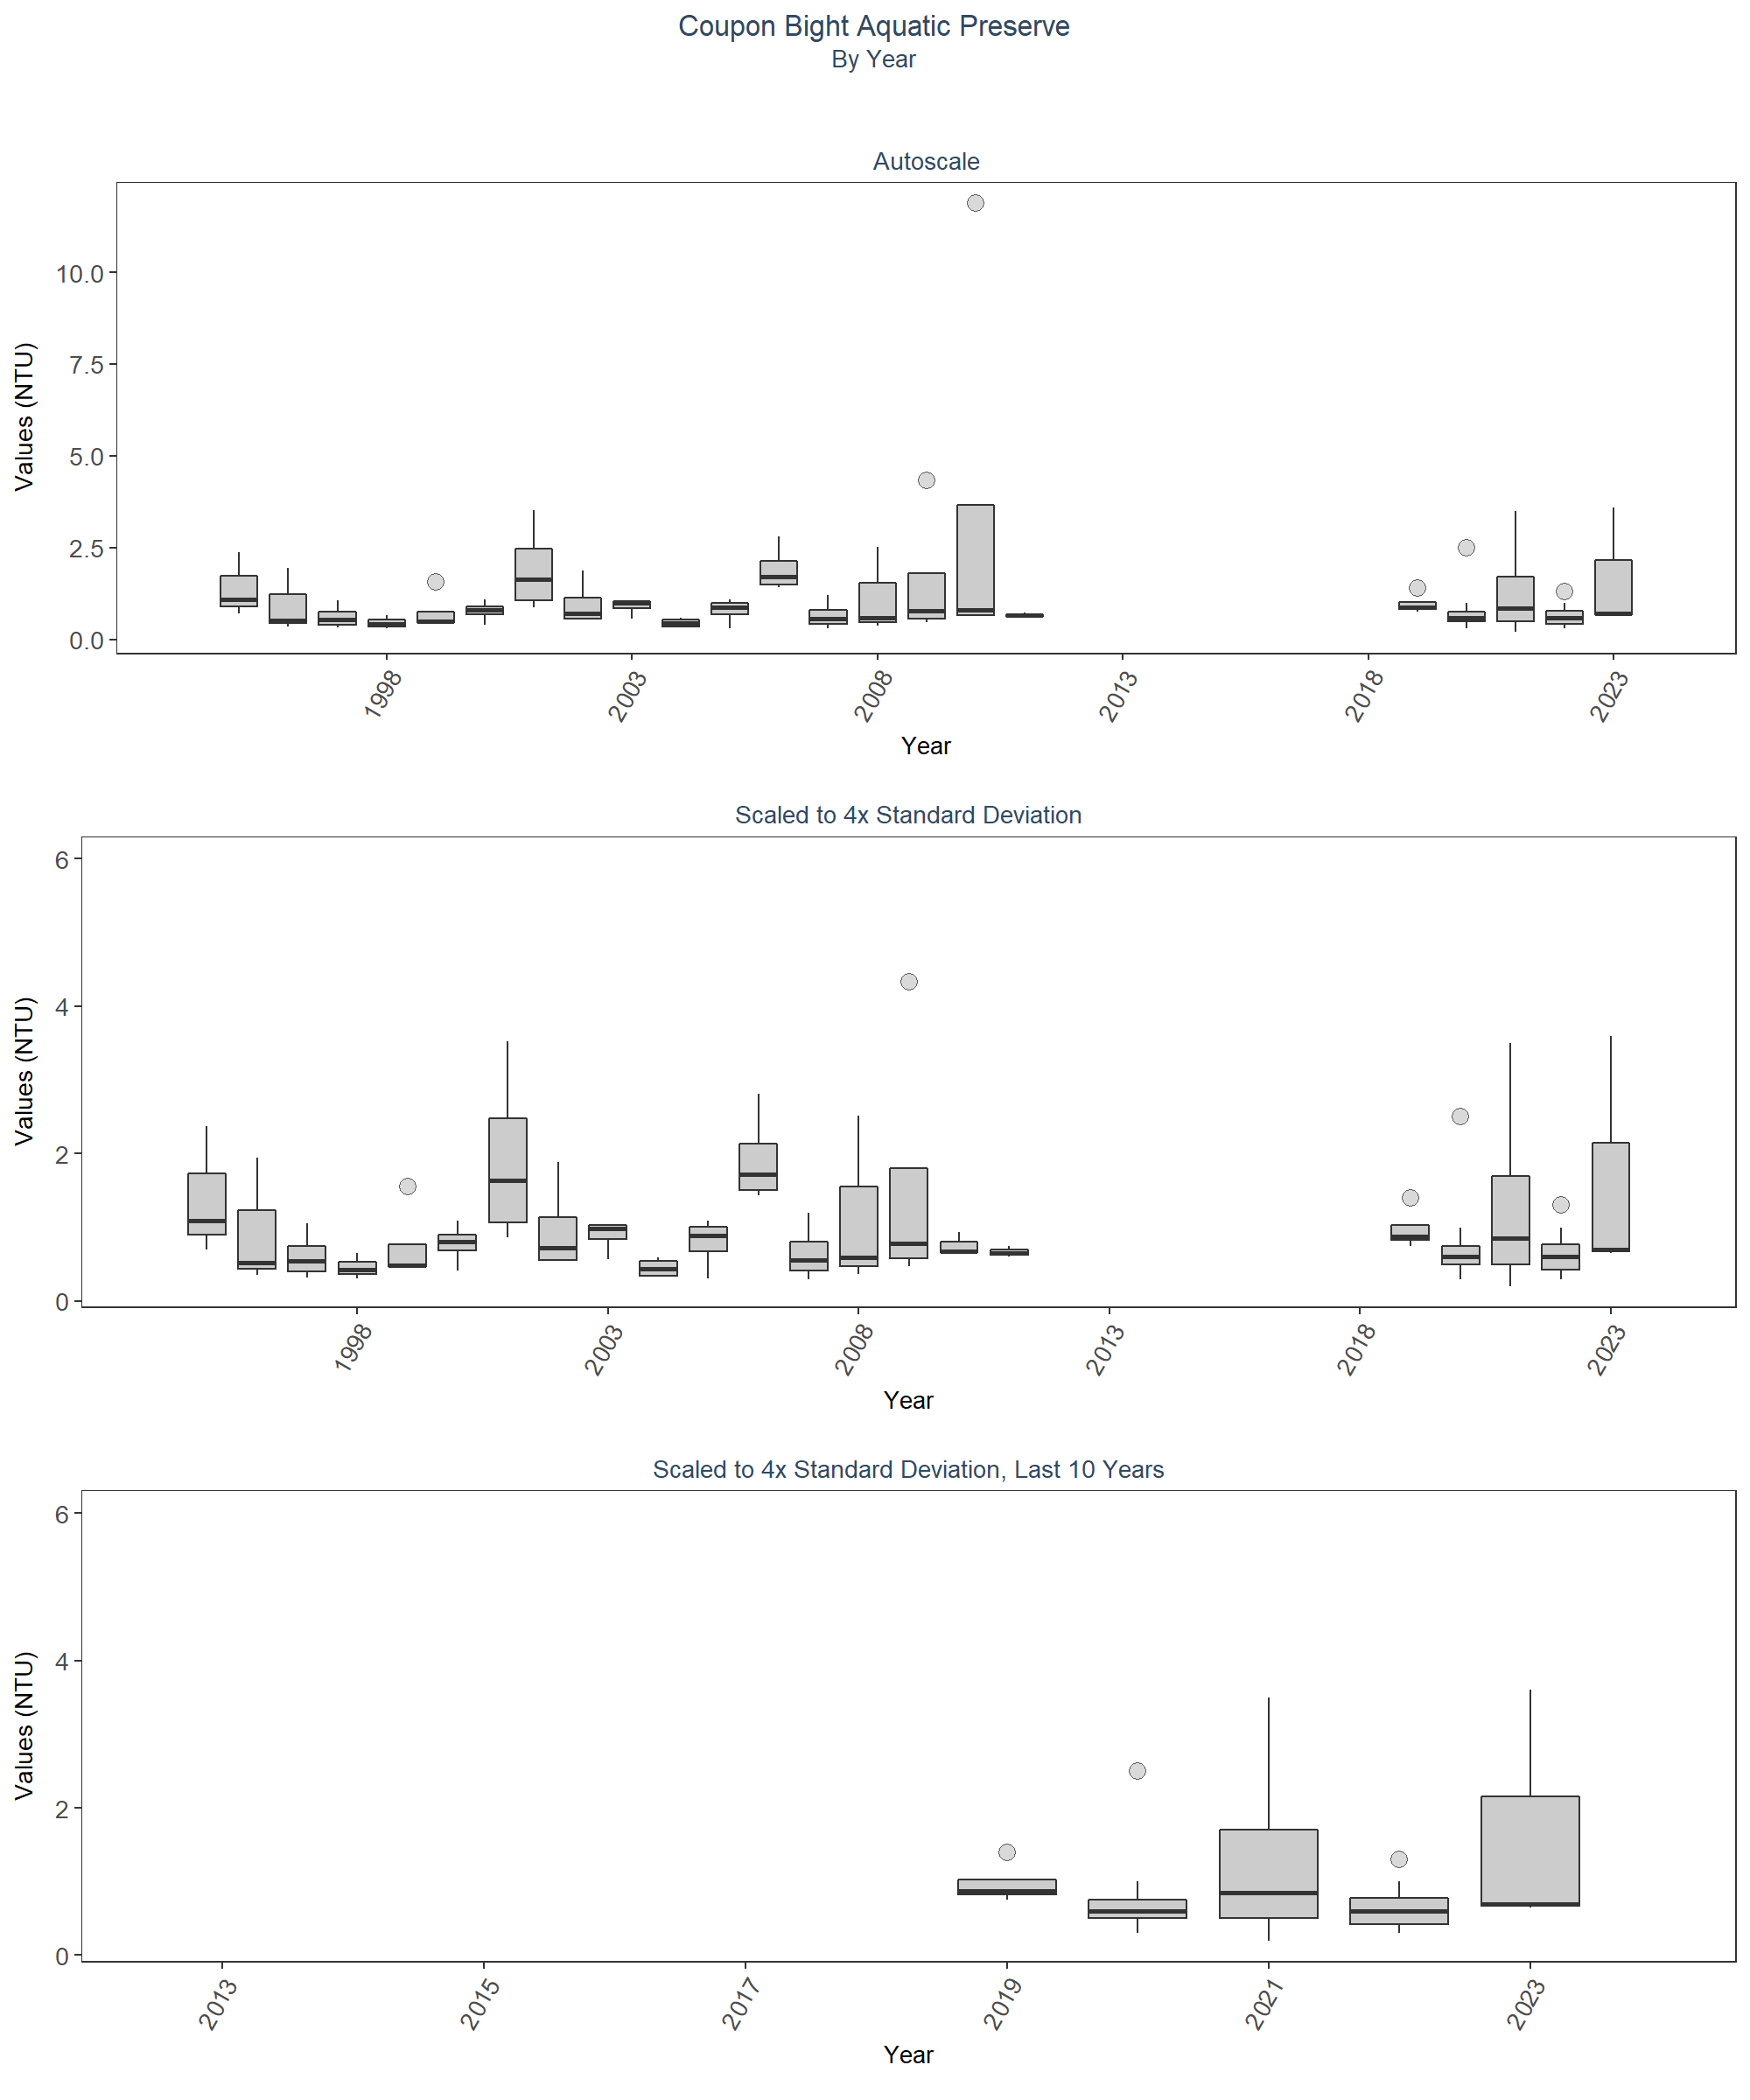 Coupon Bight Aquatic Preserve
By Year
Autoscale
Values (NTU)
10.0
7.5
5.0
2.5
0.0
1998
2003
2008
2013
2018
2023
Year
Scaled to 4x Standard Deviation
Values (NTU)
6
4
2
0
1998
2003
2008
2013
2018
2023
Year
Scaled to 4x Standard Deviation, Last 10 Years
Values (NTU)
6
4
2
0
2013
2015
2017
2019
2021
2023
Year